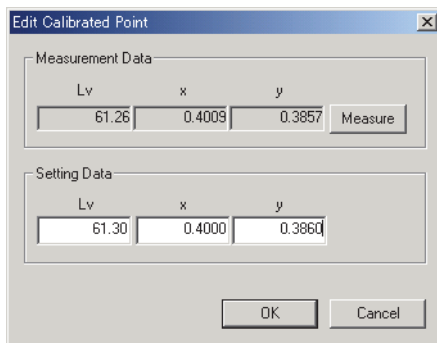 Edit Calibrated Point
Measurement Data
Lv x y
61.26 0.4009 0.3857 Measure
Setting Data
Lv x y
61.30 0.4000 0.3860
OK Cancel